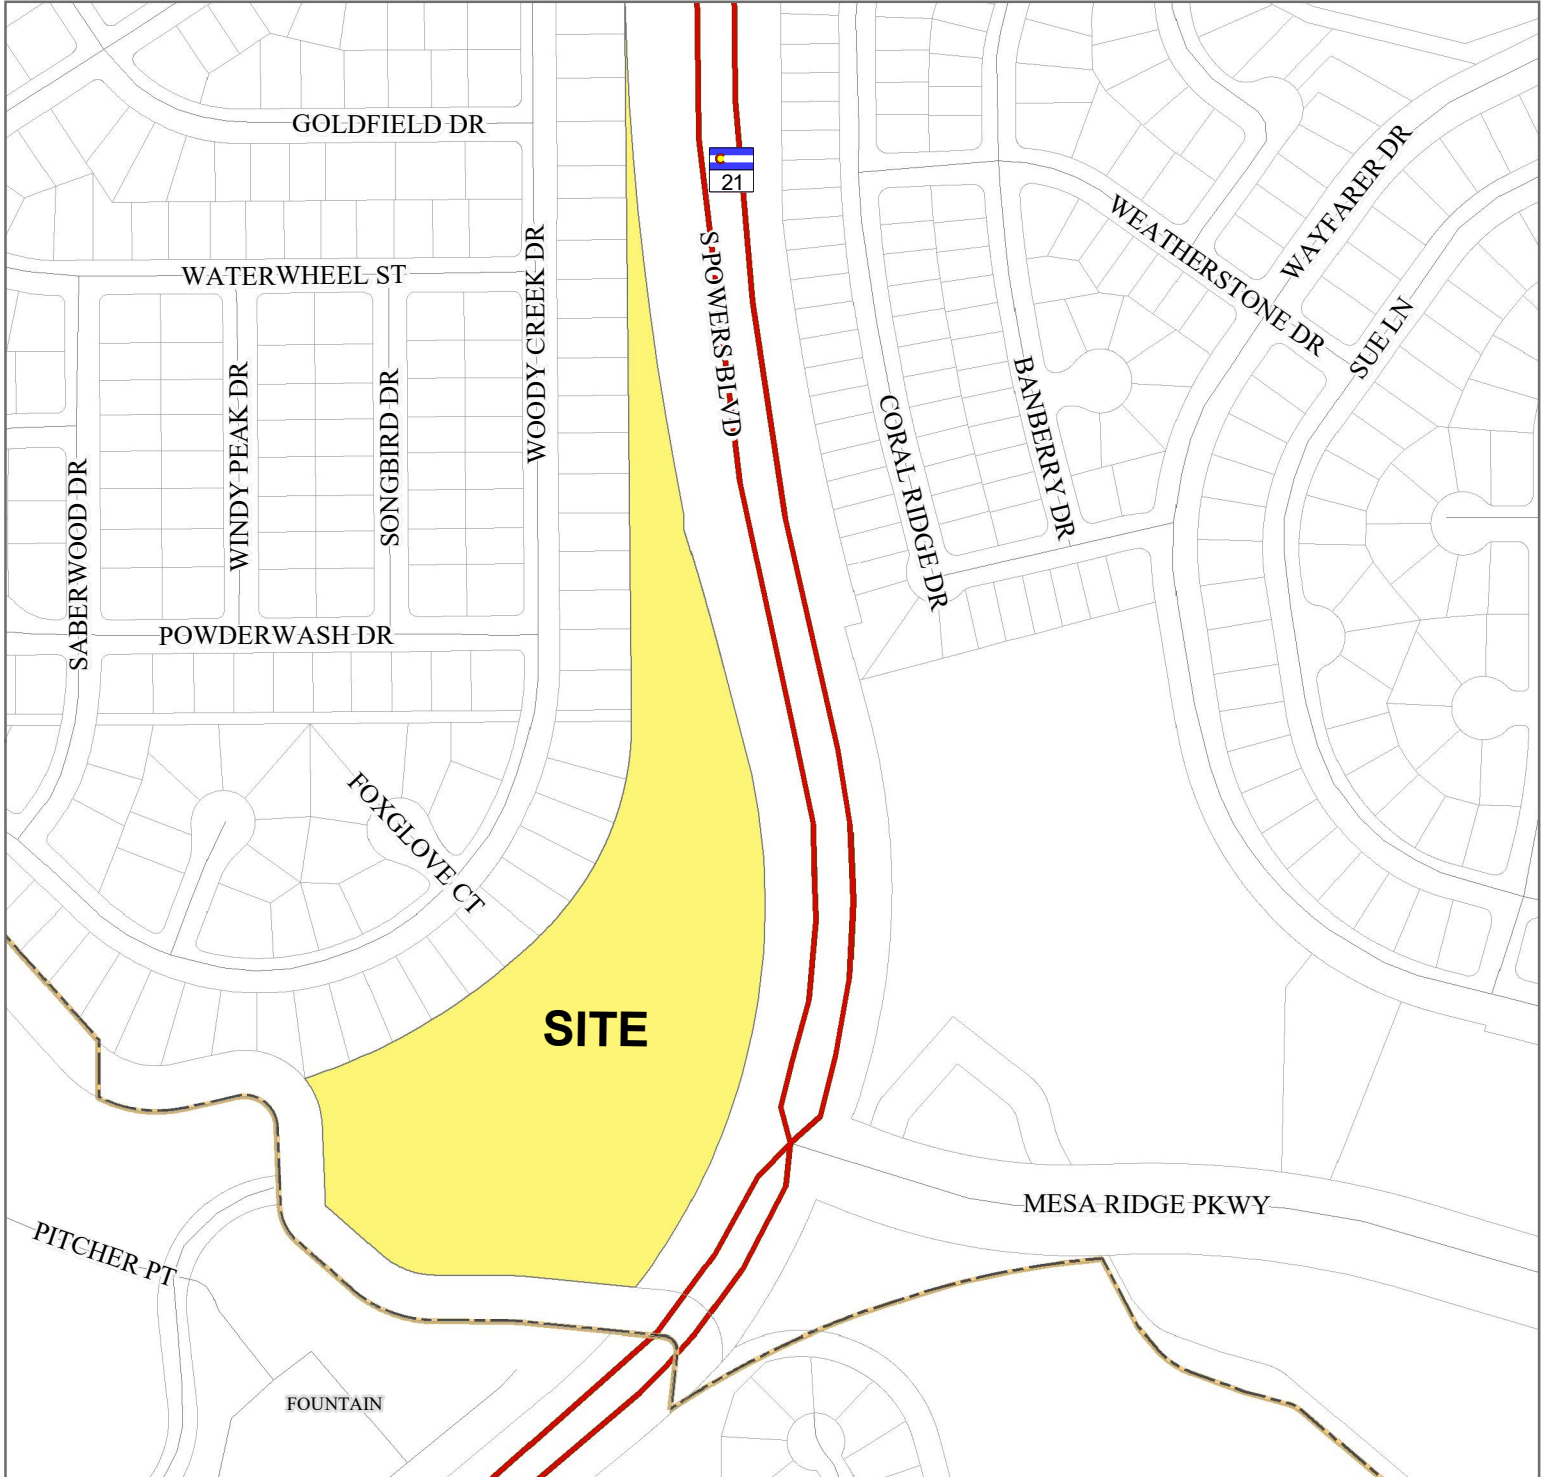 GOLDFIELD DR
21
WAYFARER DR
WEATHERSTONE DR
WATERWHEEL ST
WOODY CREEK DR
S POWERS BLVD
SUE LN
WINDY PEAK DR
SONGBIRD DR
BANBERRY DR
CORAL RIDGE DR
SABERWOOD DR
POWDERWASH DR
FOXGLOVE CT
SITE
MESA RIDGE PKWY
PITCHER PT
FOUNTAIN